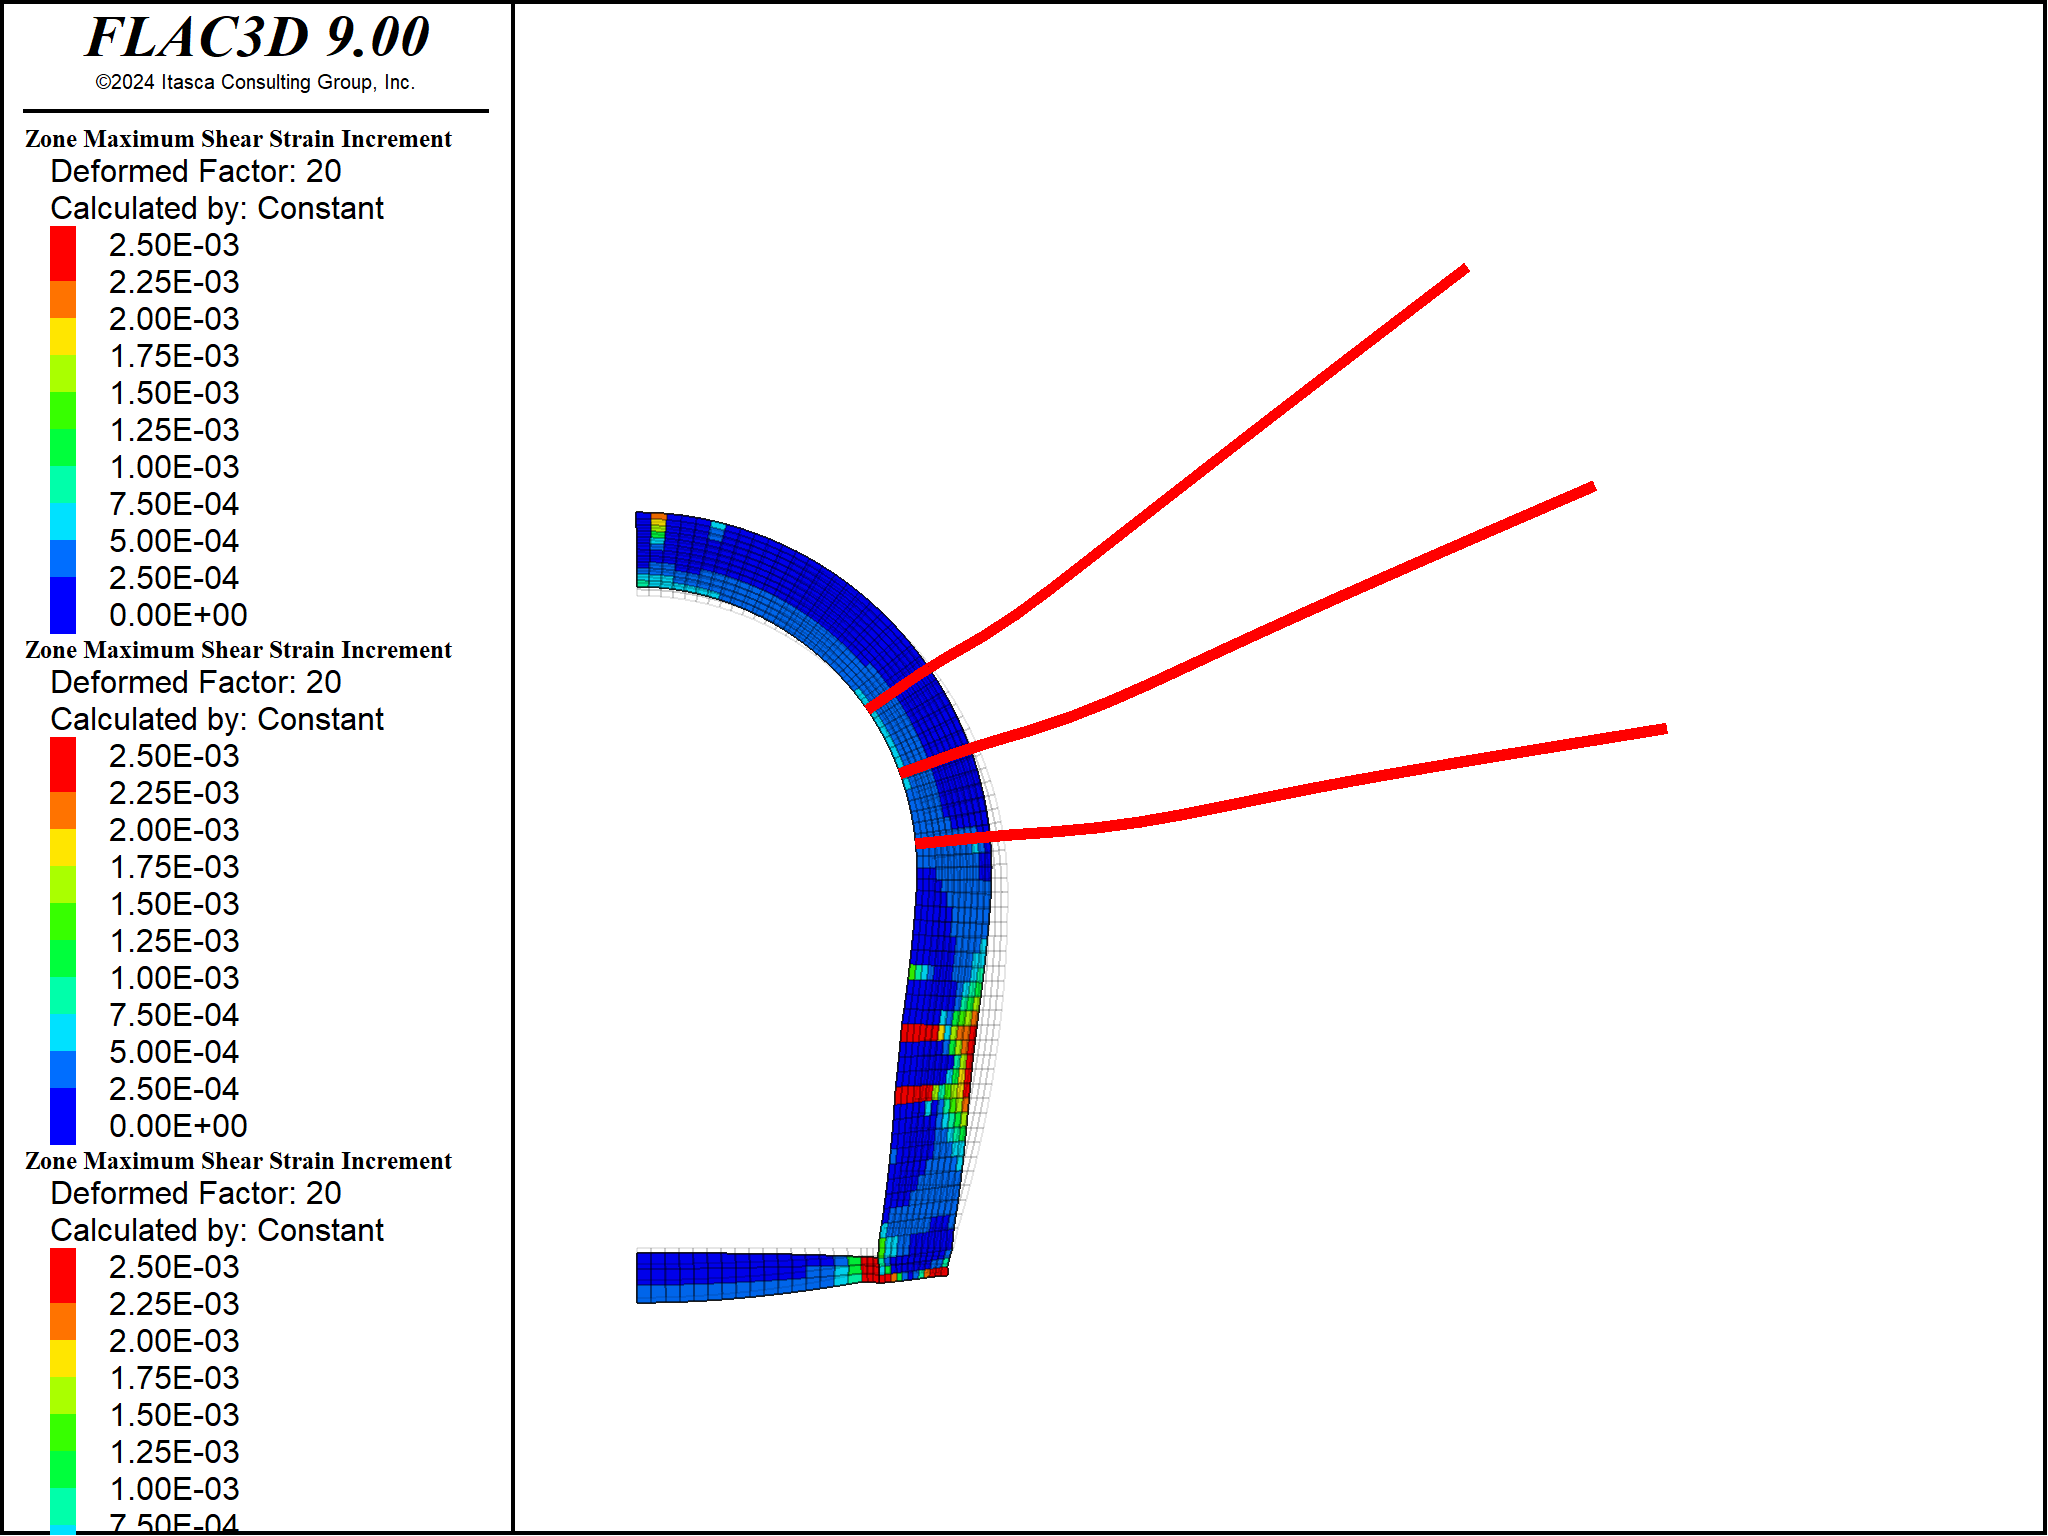 FLAC3D 9.00
©2024 Itasca Consulting Group, Inc.
Zone Maximum Shear Strain Increment
Deformed Factor: 20
Calculated by: Constant
2.50E-03
2.25E-03
2.00E-03
1.75E-03
1.50E-03
1.25E-03
1.00E-03
7.50E-04
5.00E-04
2.50E-04
0.00E+00
Zone Maximum Shear Strain Increment
Deformed Factor: 20
Calculated by: Constant
2.50E-03
2.25E-03
2.00E-03
1.75E-03
1.50E-03
1.25E-03
1.00E-03
7.50E-04
5.00E-04
2.50E-04
0.00E+00
Zone Maximum Shear Strain Increment
Deformed Factor: 20
Calculated by: Constant
2.50E-03
2.25E-03
2.00E-03
1.75E-03
1.50E-03
1.25E-03
1.00E-03
7.50E-04